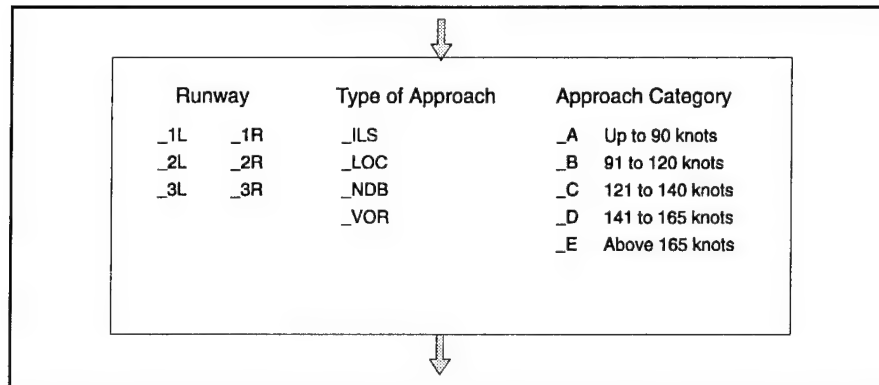 Runway Type of Approach Approach Category
_1L _1R _ILS _A Up to 90 knots
_2L _2R _LOC _B 91 to 120 knots
_3L _3R _NDB _C 121 to 140 knots
_VOR _D 141 to 165 knots
_E Above 165 knots